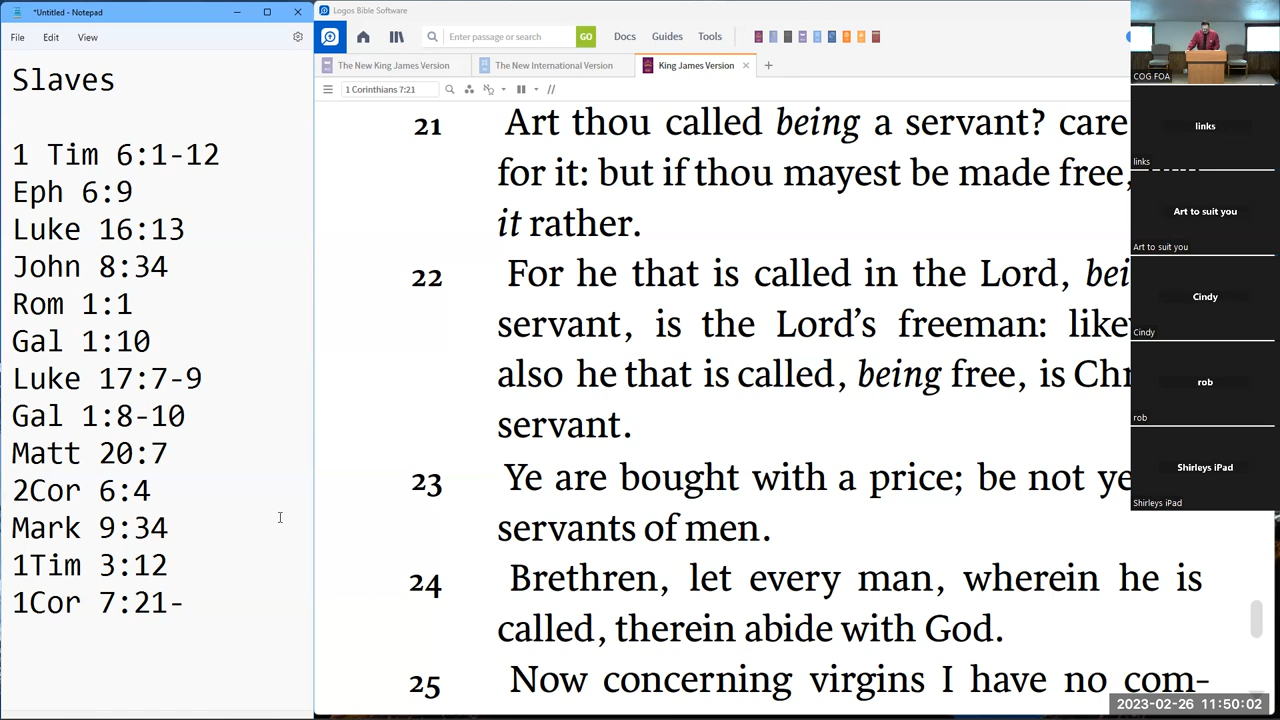 *Untitled - Notepad
File Edit View
Slaves
1 Tim 6:1-12
Eph 6:9
Luke 16:13
John 8:34
Rom 1:1
Gal 1:10
Luke 17:7-9
Gal 1:8-10
Matt 20:7
2Cor 6:4
Mark 9:34
1Tim 3:12
1Cor 7:21-
Logos Bible Software
Enter passage or search GO Docs Guides Tools
The New King James Version The New International Version King James Version
1 Corinthians 7:21
21 Art thou called being a servant? care
for it: but if thou mayest be made free,
it rather.
22 For he that is called in the Lord, bei
servant, is the Lord’s freeman: like
also he that is called, being free, is Chr
servant.
23 Ye are bought with a price; be not ye
servants of men.
24 Brethren, let every man, wherein he is
called, therein abide with God.
25 Now concerning virgins I have no com-
COG FOA
links
links
Art to suit you
Art to suit you
Cindy
Cindy
rob
rob
Shirleys iPad
Shirleys iPad
2023-02-26 11:50:02